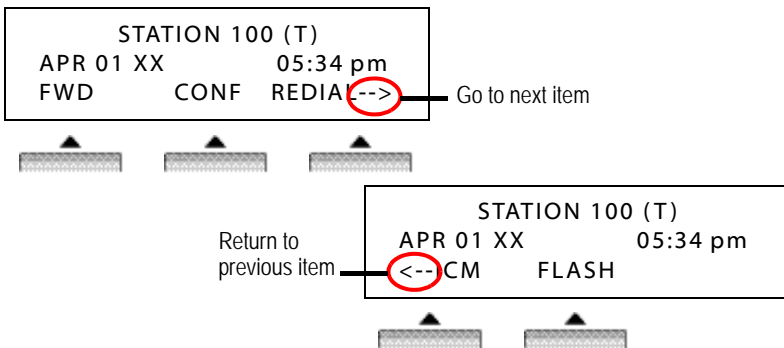 STATION 100 (T)
APR 01 XX 05:34 pm
FWD CONF REDIAL-->
Go to next item
STATION 100 (T)
Return to
previous item
APR 01 XX 05:34 pm
<--ICM FLASH